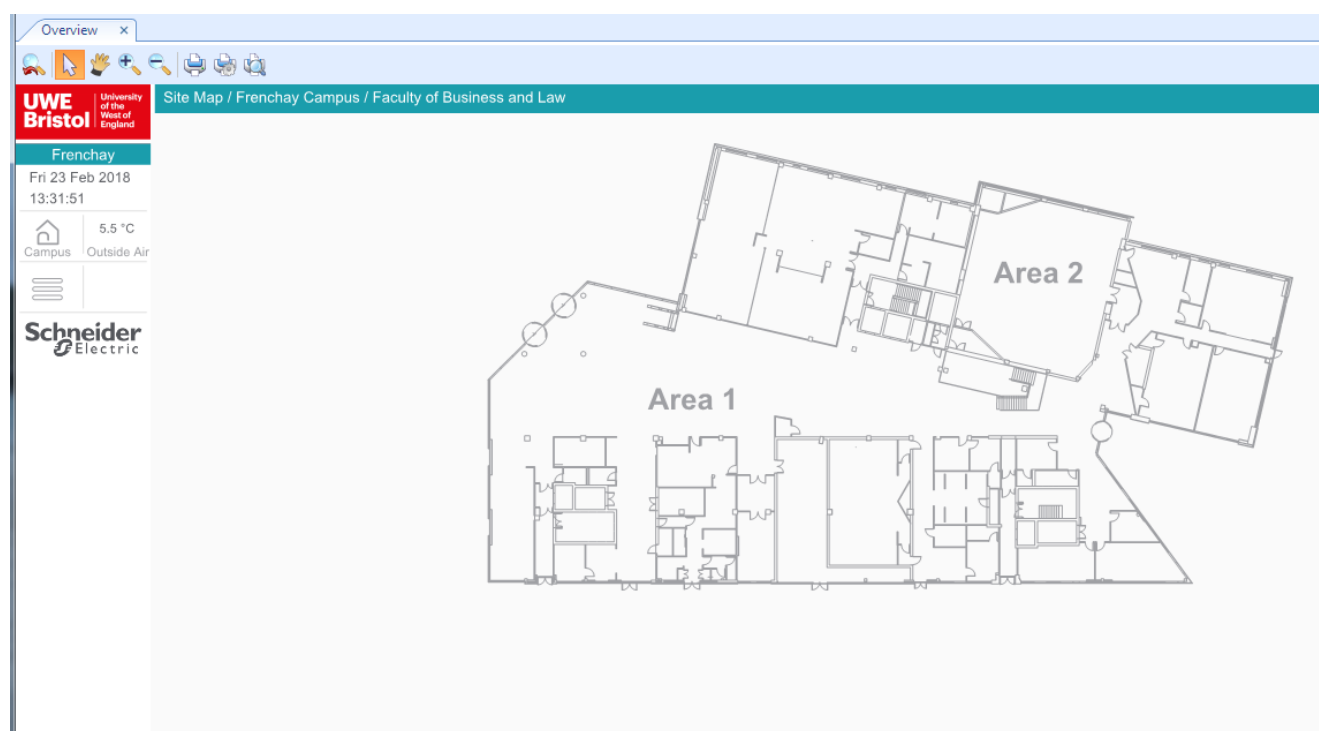 Overview
Site Map / Frenchay Campus / Faculty of Business and Law
UWE Bristol
University of the West of England
Frenchay
Fri 23 Feb 2018
13:31:51
5.5 °C
Campus
Outside Air
Schneider
Electric
Area 1
Area 2